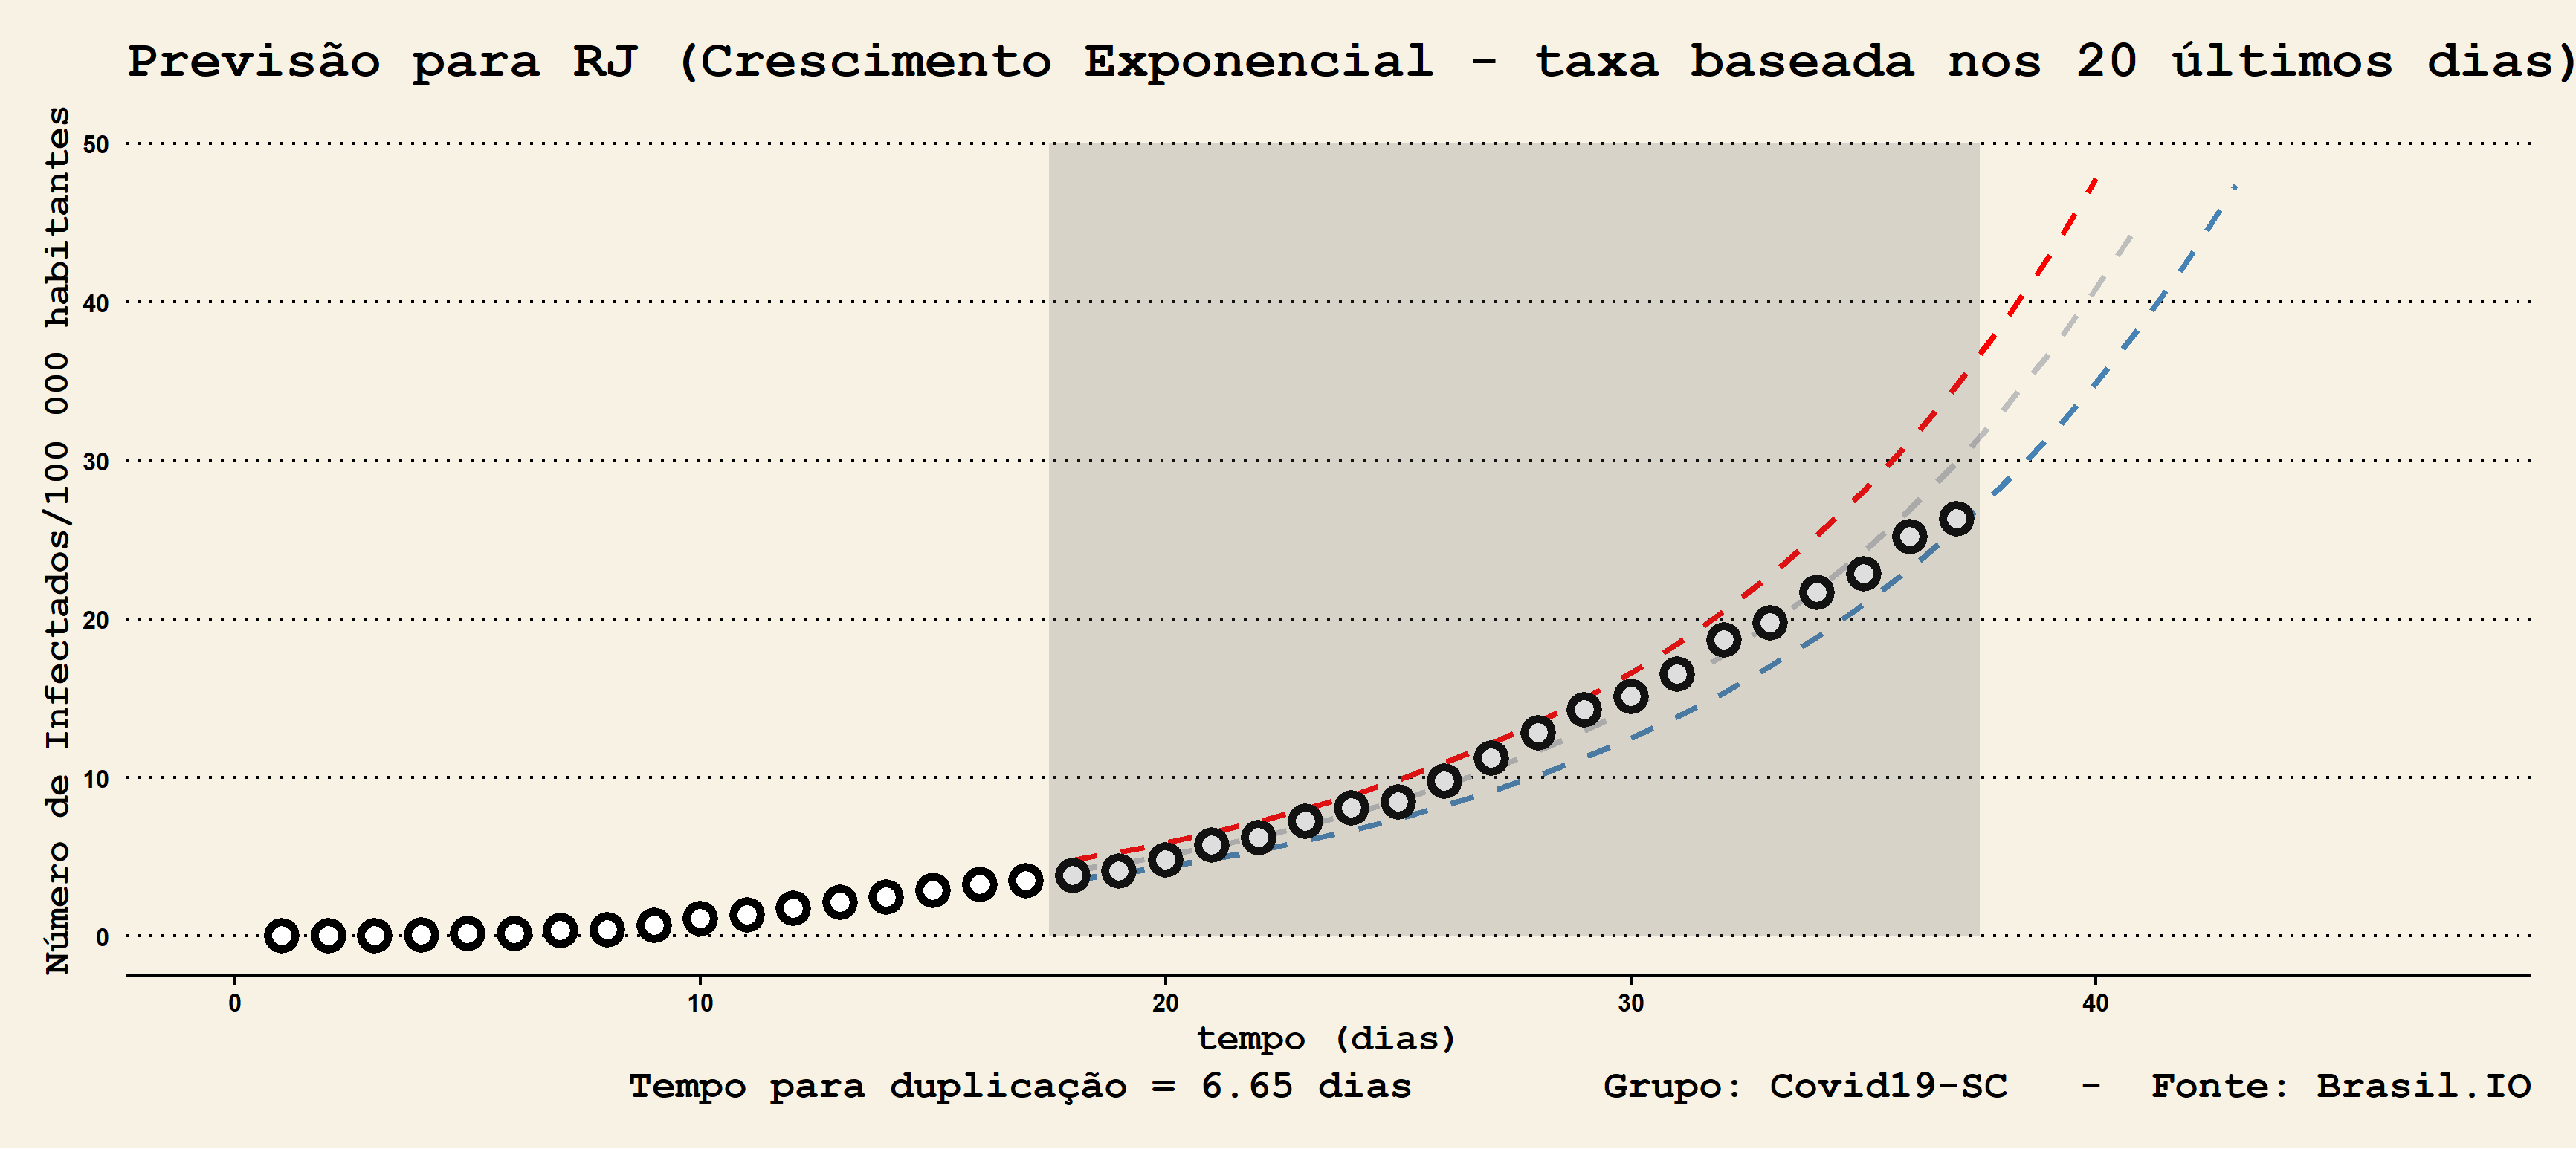 Previsão para RJ (Crescimento Exponencial - taxa baseada nos 20 últimos dias)
Número de Infectados/100 000 habitantes
50
40
30
20
10
0
0 10 20 30 40
tempo (dias)
Tempo para duplicação = 6.65 dias Grupo: Covid19-SC - Fonte: Brasil.IO